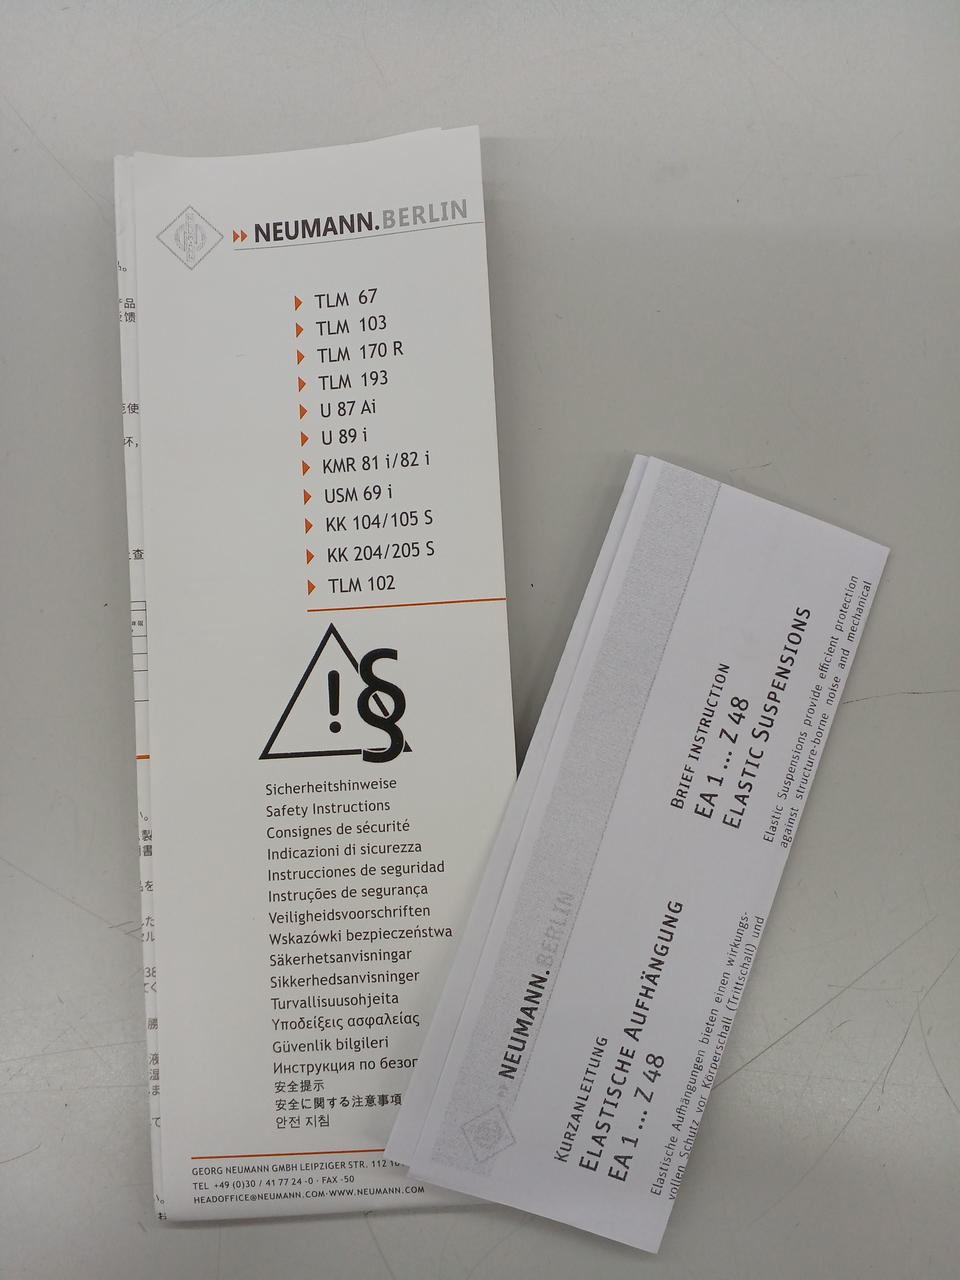 NEUMANN.BERLIN
TLM 67
TLM 103
TLM 170 R
TLM 193
U 87 Ai
U 89 i
KMR 81 i/82 i
USM 69 i
KK 104/105 S
KK 204/205 S
TLM 102
!§
Sicherheitshinweise
Safety Instructions
Consignes de sécurité
Indicazioni di sicurezza
Instrucciones de seguridad
Instruções de segurança
Veiligheidsvoorschriften
Wskazówki bezpieczeństwa
Säkerhetsanvisningar
Sikkerhedsanvisninger
Turvallisuusohjeita
Υποδείξεις ασφαλείας
Güvenlik bilgileri
Инструкция по безоп
安全提示
安全に関する注意事項
안전 지침
GEORG NEUMANN GMBH LEIPZIGER STR. 112
TEL +49 (0)30 / 41 77 24 -0 · FAX -50
HEADOFFICE@NEUMANN.COM·WWW.NEUMANN.COM
NEUMANN.BERLIN
KURZANLEITUNG
ELASTISCHE AUFHÄNGUNG
EA 1 ... Z 48
Elastische Aufhängungen bieten einen wirkungs-
vollen Schutz vor Körperschall (Trittschall) und
BRIEF INSTRUCTION
EA 1 ... Z 48
ELASTIC SUSPENSIONS
Elastic Suspensions provide efficient protection
against structure-borne noise and mechanical